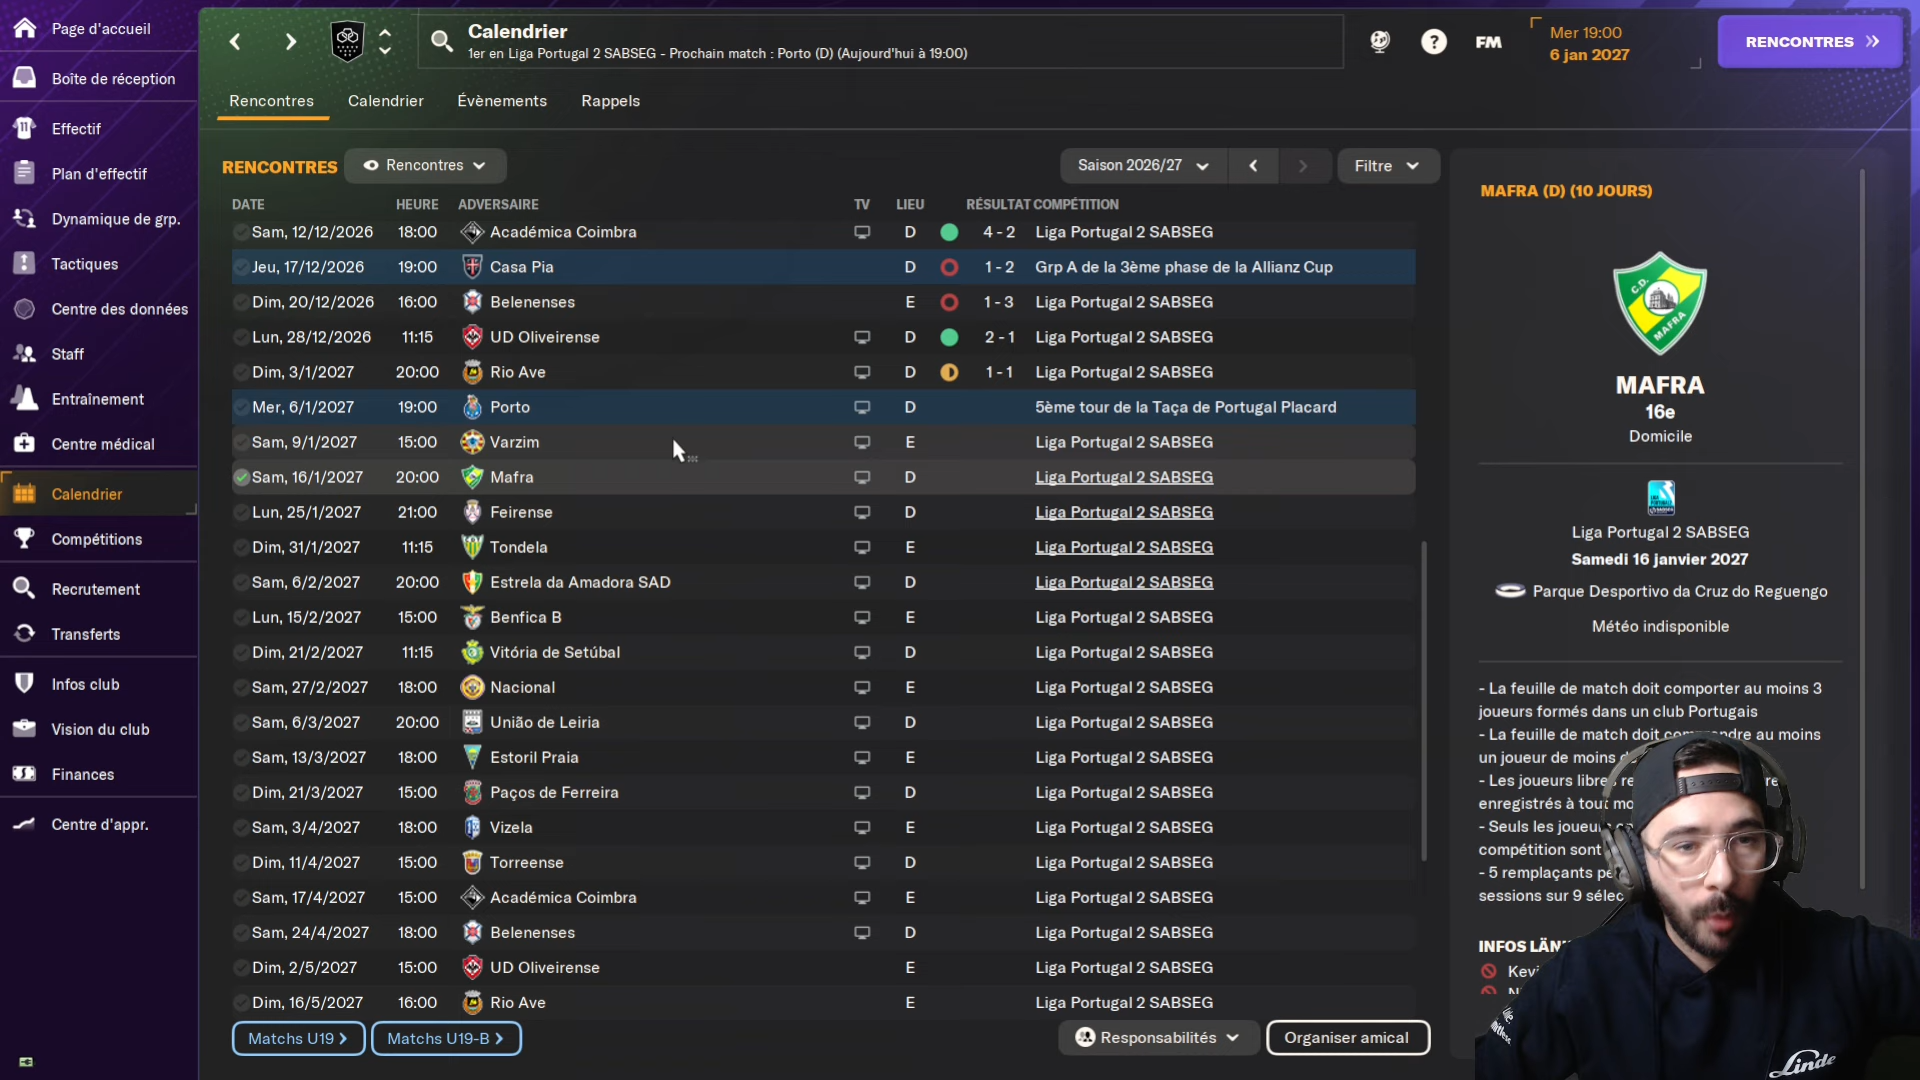 Page d'accueil
Boîte de réception
Effectif
Plan d'effectif
Dynamique de grp.
Tactiques
Centre des données
Staff
Entraînement
Centre médical
Calendrier
Compétitions
Recrutement
Transferts
Infos club
Vision du club
Finances
Centre d'appr.
Calendrier
1er en Liga Portugal 2 SABSEG - Prochain match : Porto (D) (Aujourd'hui à 19:00)
FM
Mer 19:00
6 jan 2027
RENCONTRES
Rencontres Calendrier Évènements Rappels
RENCONTRES Rencontres Saison 2026/27 Filtre
DATE HEURE ADVERSAIRE TV LIEU RÉSULTAT COMPÉTITION
Sam, 12/12/2026 18:00 Académica Coimbra D 4 - 2 Liga Portugal 2 SABSEG
Jeu, 17/12/2026 19:00 Casa Pia D 1 - 2 Grp A de la 3ème phase de la Allianz Cup
Dim, 20/12/2026 16:00 Belenenses E 1 - 3 Liga Portugal 2 SABSEG
Lun, 28/12/2026 11:15 UD Oliveirense D 2 - 1 Liga Portugal 2 SABSEG
Dim, 3/1/2027 20:00 Rio Ave D 1 - 1 Liga Portugal 2 SABSEG
Mer, 6/1/2027 19:00 Porto D 5ème tour de la Taça de Portugal Placard
Sam, 9/1/2027 15:00 Varzim E Liga Portugal 2 SABSEG
Sam, 16/1/2027 20:00 Mafra D Liga Portugal 2 SABSEG
Lun, 25/1/2027 21:00 Feirense D Liga Portugal 2 SABSEG
Dim, 31/1/2027 11:15 Tondela E Liga Portugal 2 SABSEG
Sam, 6/2/2027 20:00 Estrela da Amadora SAD D Liga Portugal 2 SABSEG
Lun, 15/2/2027 15:00 Benfica B E Liga Portugal 2 SABSEG
Dim, 21/2/2027 11:15 Vitória de Setúbal D Liga Portugal 2 SABSEG
Sam, 27/2/2027 18:00 Nacional E Liga Portugal 2 SABSEG
Sam, 6/3/2027 20:00 União de Leiria D Liga Portugal 2 SABSEG
Sam, 13/3/2027 18:00 Estoril Praia E Liga Portugal 2 SABSEG
Dim, 21/3/2027 15:00 Paços de Ferreira D Liga Portugal 2 SABSEG
Sam, 3/4/2027 18:00 Vizela E Liga Portugal 2 SABSEG
Dim, 11/4/2027 15:00 Torreense D Liga Portugal 2 SABSEG
Sam, 17/4/2027 15:00 Académica Coimbra E Liga Portugal 2 SABSEG
Sam, 24/4/2027 18:00 Belenenses D Liga Portugal 2 SABSEG
Dim, 2/5/2027 15:00 UD Oliveirense E Liga Portugal 2 SABSEG
Dim, 16/5/2027 16:00 Rio Ave E Liga Portugal 2 SABSEG
Matchs U19 Matchs U19-B Responsabilités Organiser amical
MAFRA (D) (10 JOURS)
C.D.
MAFRA
MAFRA
16e
Domicile
Liga Portugal 2 SABSEG
Samedi 16 janvier 2027
Parque Desportivo da Cruz do Reguengo
Météo indisponible
- La feuille de match doit comporter au moins 3
joueurs formés dans un club Portugais
- La feuille de match doit comprendre au moins
un joueur de moins
- Les joueurs
enregistrés à tout
- Seuls les
compétition sont
- 5 remplaçants
sessions sur 9
INFOS
Linde